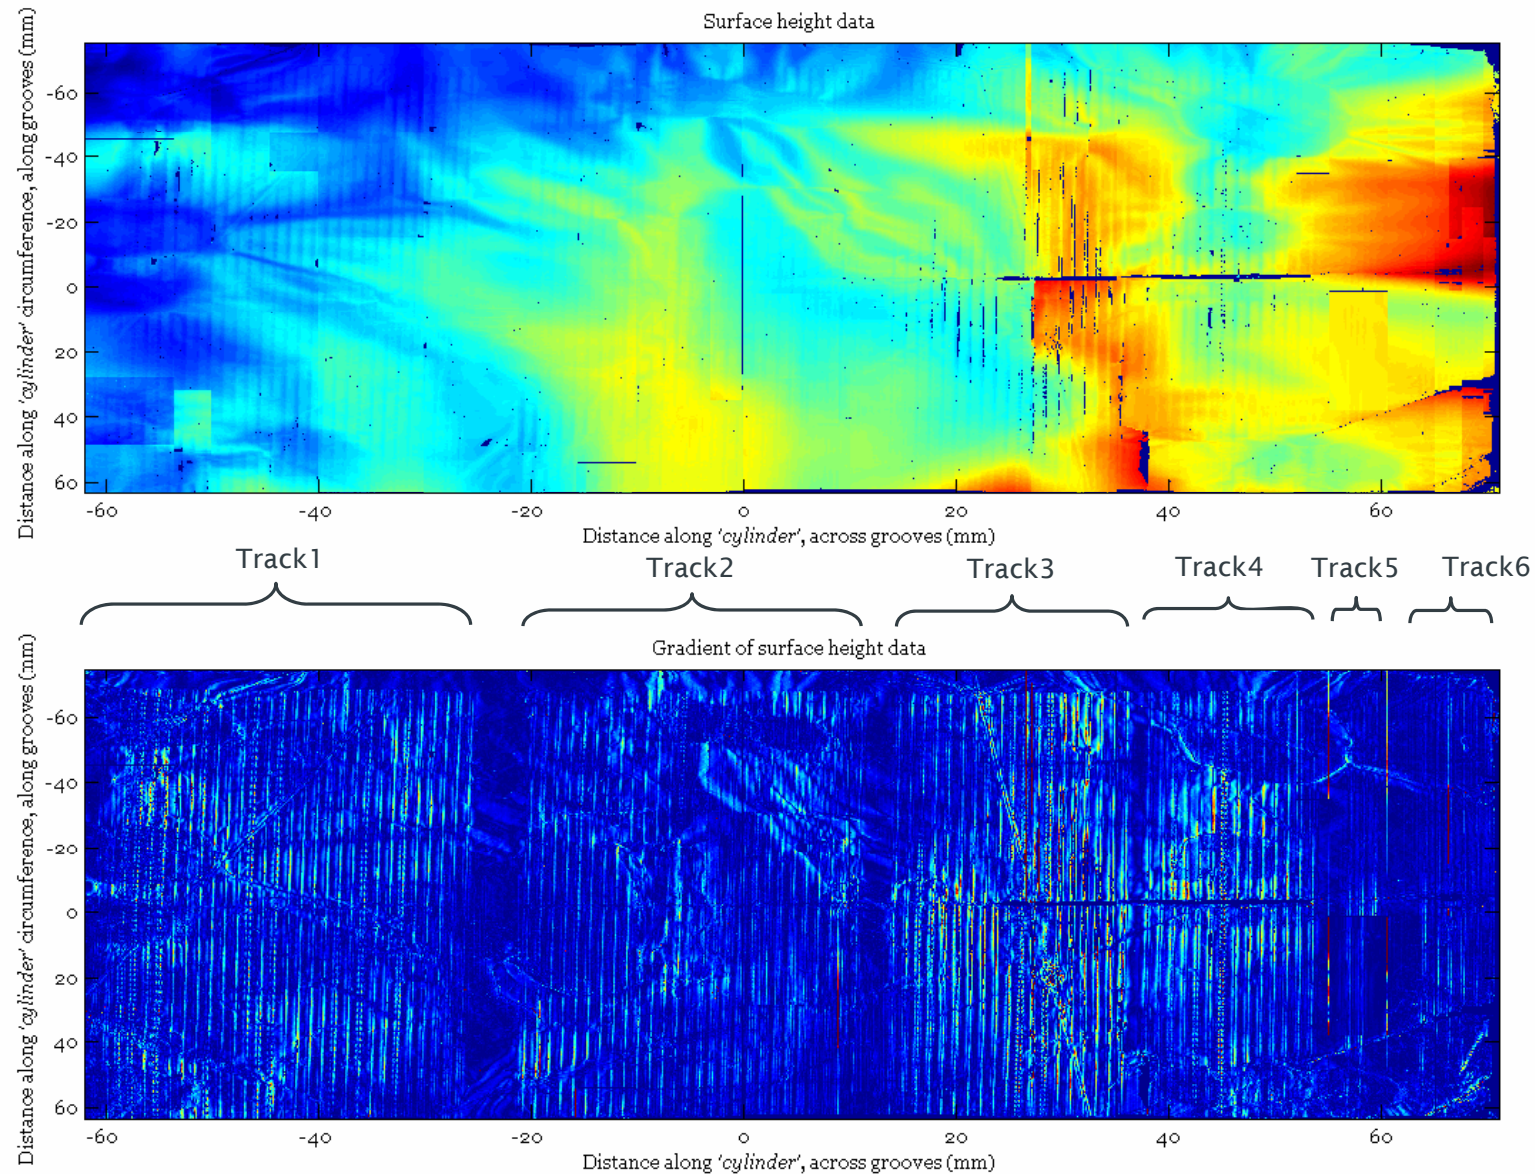 Surface height data
Distance along 'cylinder' circumference, along grooves (mm)
-60
-40
-20
0
20
40
60
-60
-40
-20
0
20
40
60
Distance along 'cylinder', across grooves (mm)
Track1
Track2
Track3
Track4
Track5
Track6
Gradient of surface height data
Distance along 'cylinder' circumference, along grooves (mm)
-60
-40
-20
0
20
40
60
-60
-40
-20
0
20
40
60
Distance along 'cylinder', across grooves (mm)